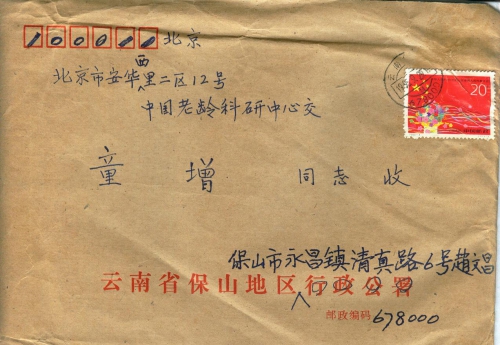 100011 北京
北京市安华西里二区12号
中国老龄科研中心交
童增 同志 收
20
保山市永昌镇清真路6号赵文昌
云南省保山地区行政公署
邮政编码 678000